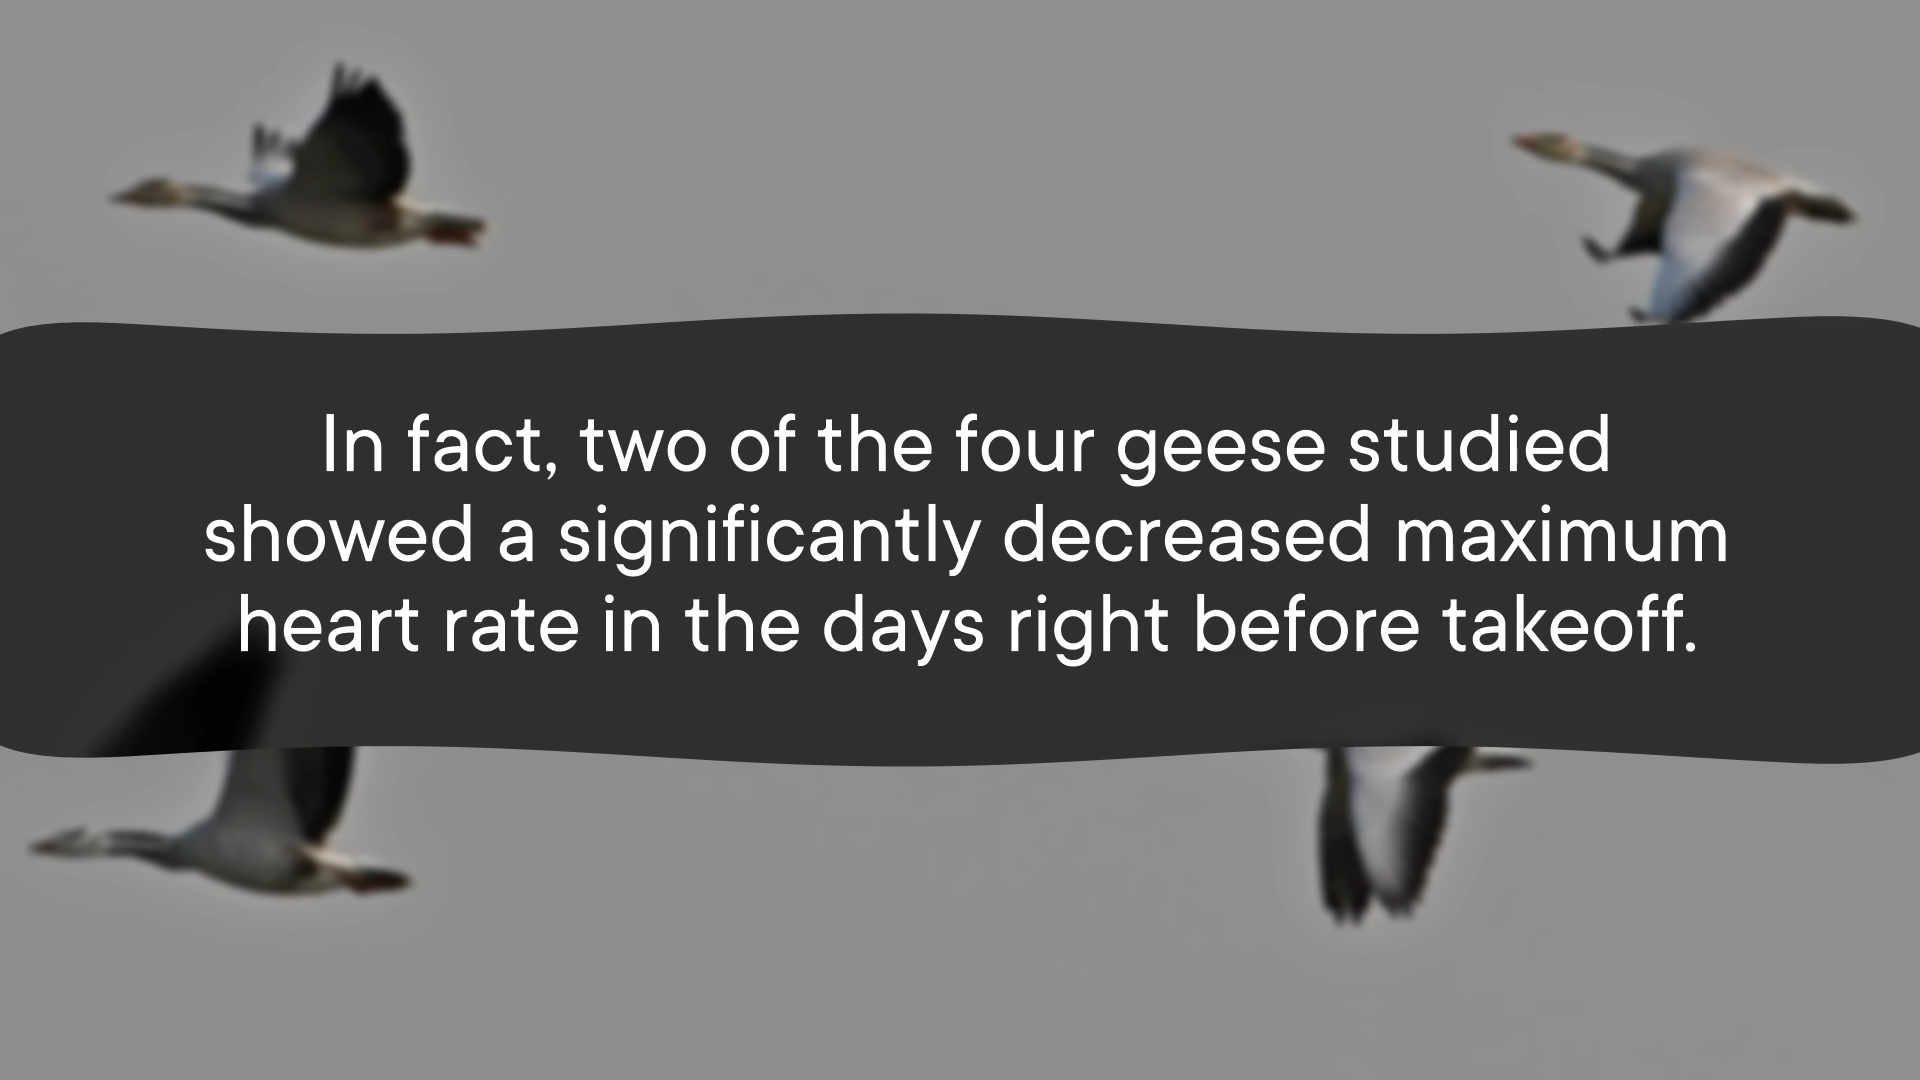 In fact, two of the four geese studied
showed a significantly decreased maximum
heart rate in the days right before takeoff.